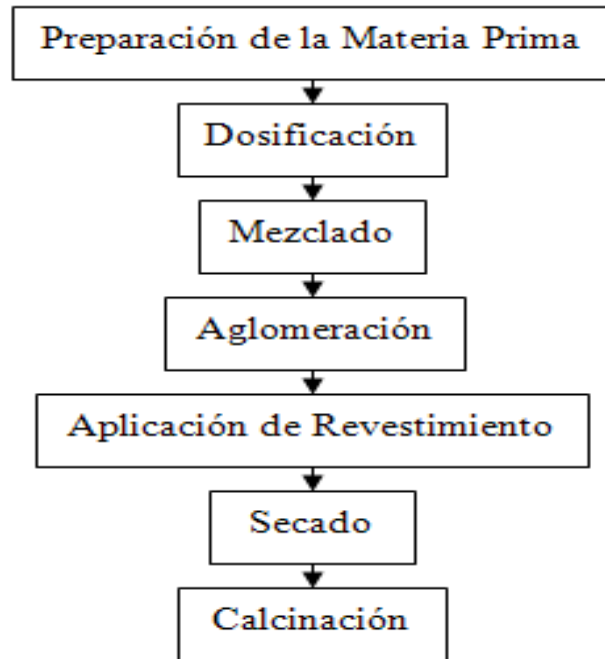 Preparación de la Materia Prima
Dosificación
Mezclado
Aglomeración
Aplicación de Revestimiento
Secado
Calcinación